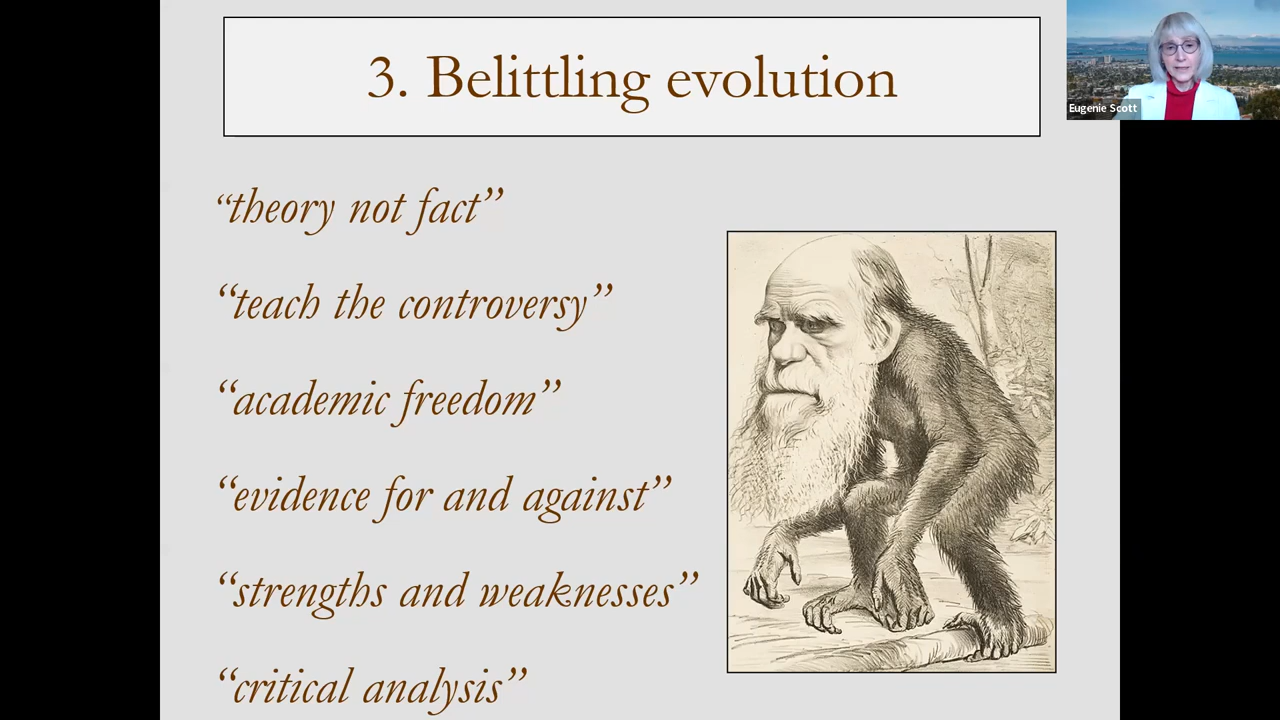 3. Belittling evolution
Eugenie Scott
“theory not fact”
“teach the controversy”
“academic freedom”
“evidence for and against”
“strengths and weaknesses”
“critical analysis”